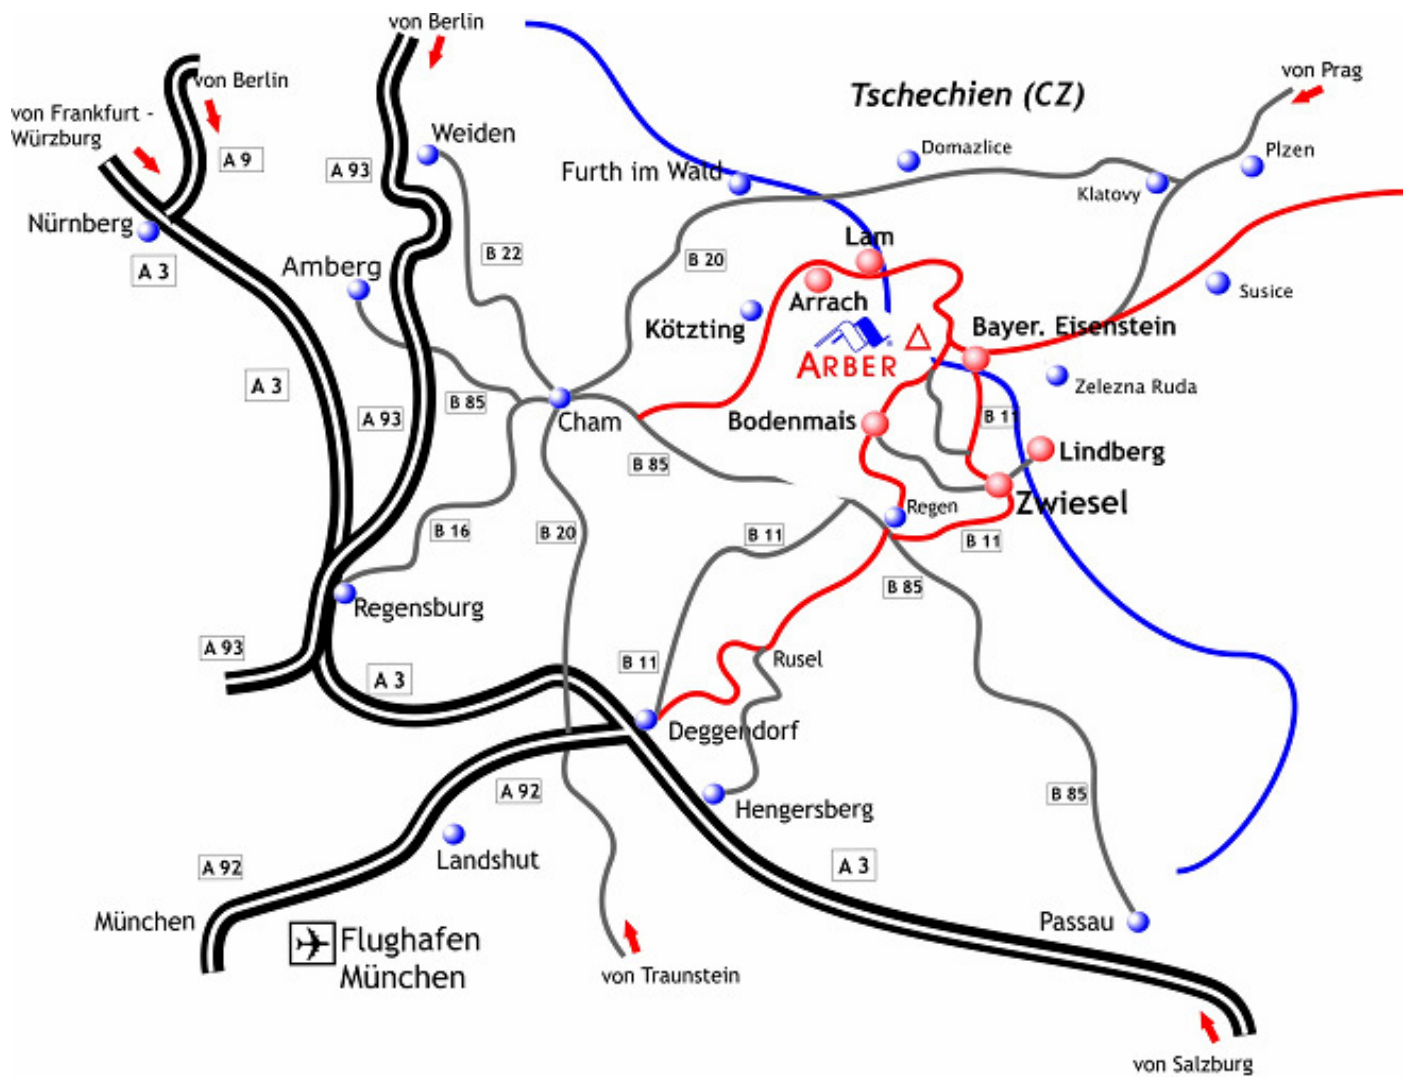 von Berlin
von Berlin
von Frankfurt -
Würzburg
A 9
A 93
Weiden
Tschechien (CZ)
von Prag
Domazlice
Plzen
Furth im Wald
Klatovy
Nürnberg
A 3
Amberg
B 22
B 20
Lam
Arrach
Susice
Kötzting
Bayer. Eisenstein
ARBER
A 3
A 93
B 85
Cham
Zelezna Ruda
Bodenmais
B 11
Lindberg
B 85
Zwiesel
Regen
B 16
B 20
B 11
B 11
B 85
Regensburg
A 93
A 3
B 11
Rusel
Deggendorf
A 92
Hengersberg
B 85
Landshut
A 92
A 3
München
Flughafen
München
Passau
von Traunstein
von Salzburg